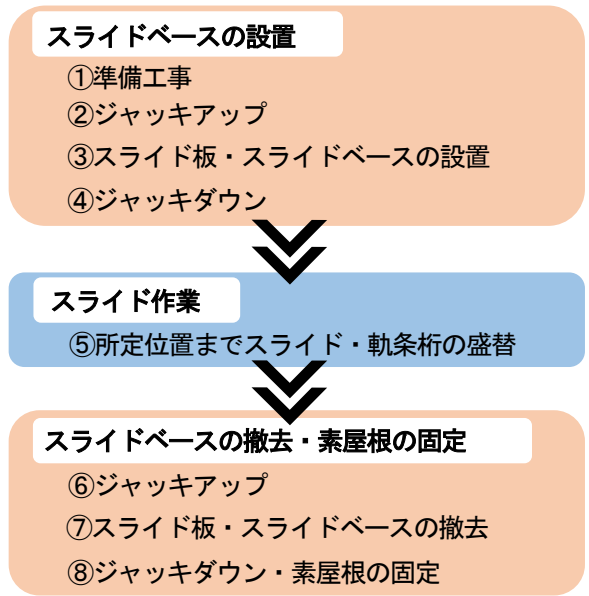 スライドベースの設置
①準備工事
②ジャッキアップ
③スライド板・スライドベースの設置
④ジャッキダウン
スライド作業
⑤所定位置までスライド・軌条桁の盛替
スライドベースの撤去・素屋根の固定
⑥ジャッキアップ
⑦スライド板・スライドベースの撤去
⑧ジャッキダウン・素屋根の固定